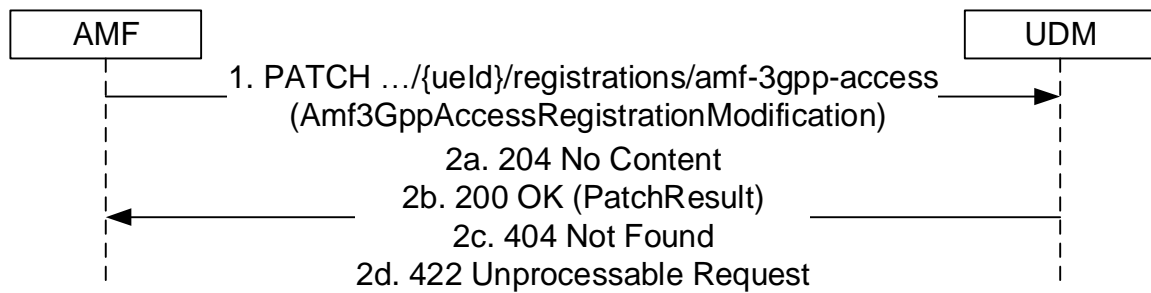 AMF
UDM
1. PATCH …/{ueId}/registrations/amf-3gpp-access
(Amf3GppAccessRegistrationModification)
2a. 204 No Content
2b. 200 OK (PatchResult)
2c. 404 Not Found
2d. 422 Unprocessable Request